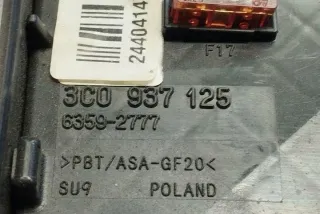 2440414
F17
3C0 937 125
6359-2777
>PBT/ASA-GF20<
SU9 POLAND